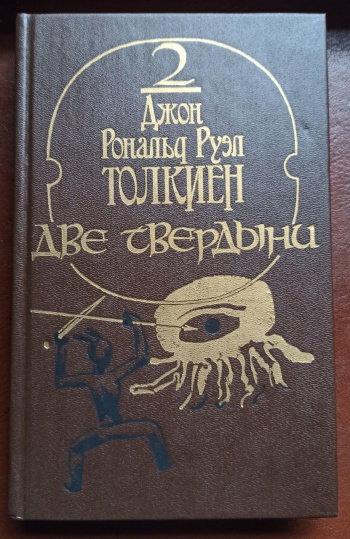 2
Джон
Рональд Руэл
ТОЛКИЕН
ДВЕ ТВЕРДЫНИ